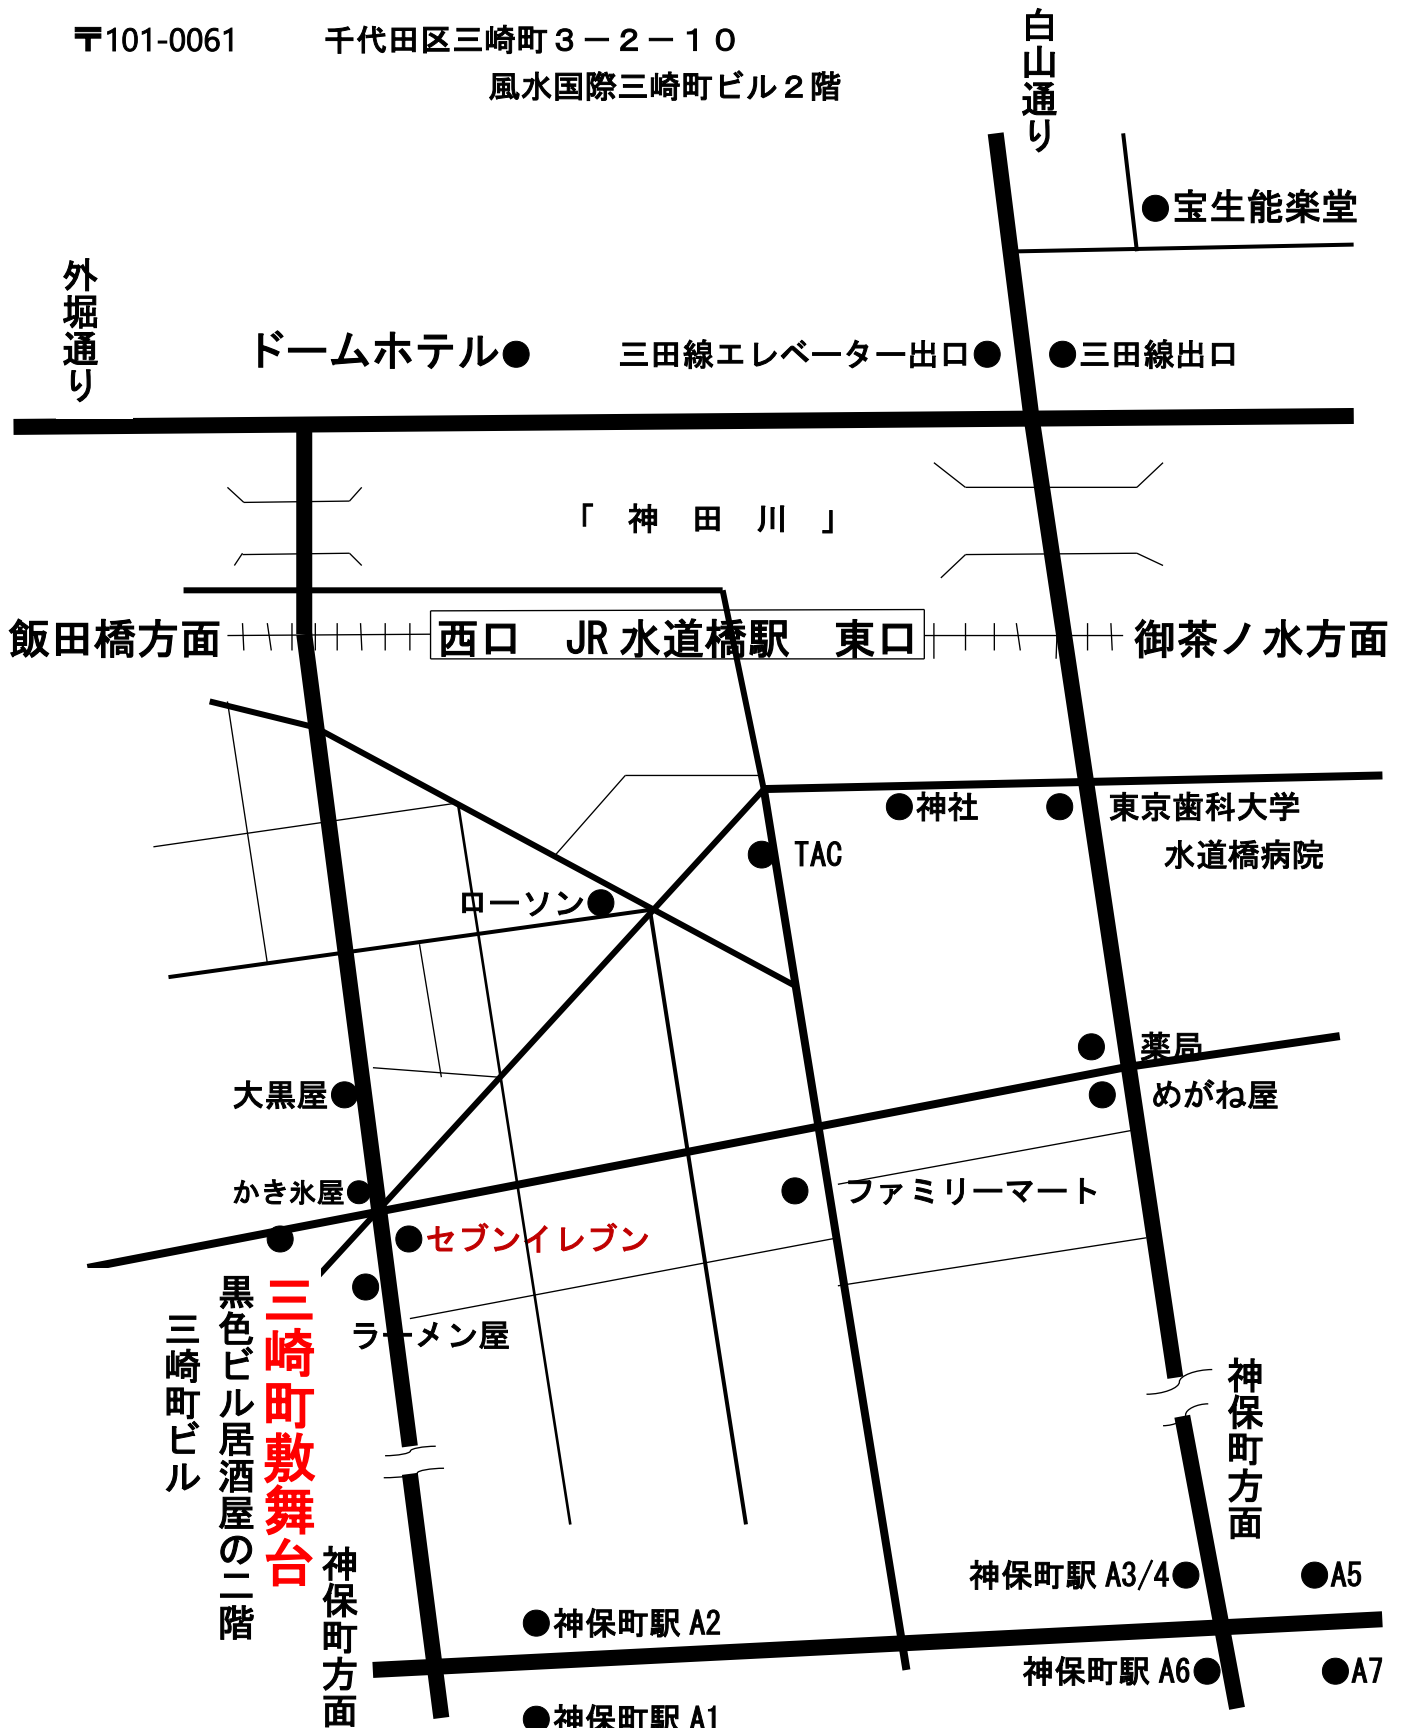 〒101-0061　千代田区三崎町３－２－１０
風水国際三崎町ビル２階
白山通り
●宝生能楽堂
外堀通り
ドームホテル●
三田線エレベーター出口●
●三田線出口
「　神　田　川　」
飯田橋方面
西口　JR 水道橋駅　東口
御茶ノ水方面
●神社
●　東京歯科大学
水道橋病院
●　TAC
ローソン●
●　薬局
大黒屋●
●　めがね屋
かき氷屋●
●　ファミリーマート
●セブンイレブン
三崎町敷舞台
黒色ビル居酒屋の二階
三崎町ビル
ラーメン屋
神保町方面
神保町方面
神保町駅 A3/4●
●A5
●神保町駅 A2
神保町駅 A6●
●A7
●神保町駅 A1